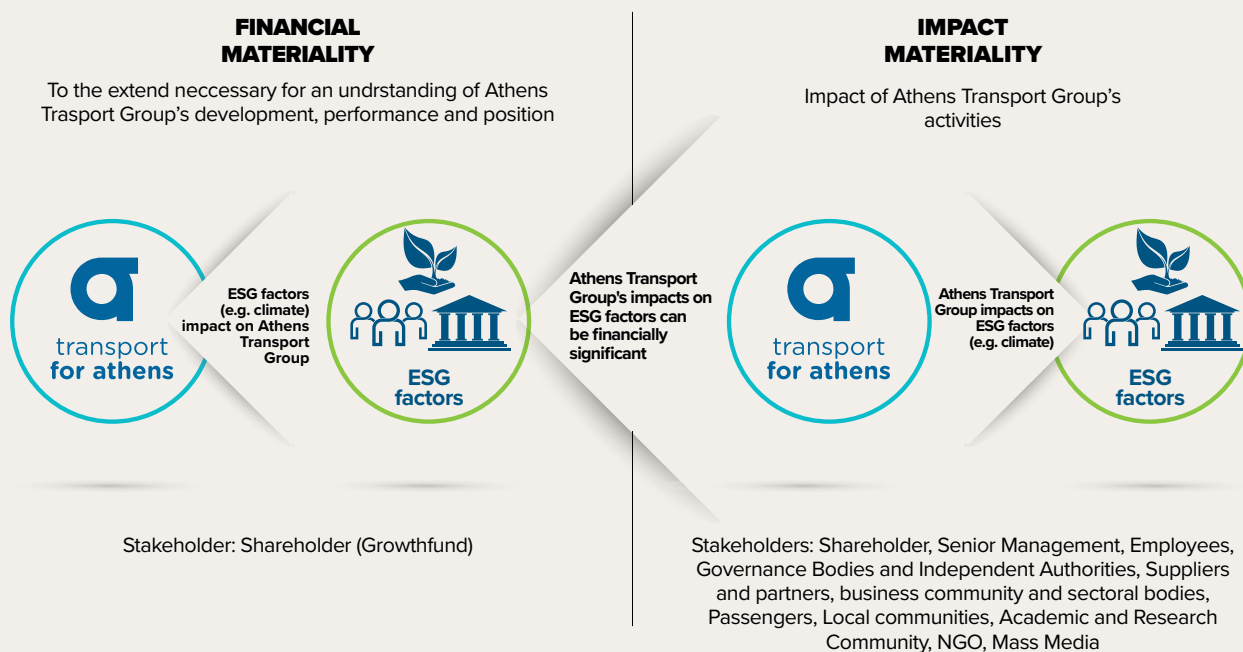 FINANCIAL
MATERIALITY
To the extend neccessary for an undrstanding of Athens
Trasport Group's development, performance and position
transport
for athens
ESG factors
(e.g. climate)
impact on Athens
Transport
Group
ESG
factors
Athens Transport
Group's impacts on
ESG factors can
be financially
significant
Stakeholder: Shareholder (Growthfund)
IMPACT
MATERIALITY
Impact of Athens Transport Group's
activities
transport
for athens
Athens Transport
Group impacts on
ESG factors
(e.g. climate)
ESG
factors
Stakeholders: Shareholder, Senior Management, Employees,
Governance Bodies and Independent Authorities, Suppliers
and partners, business community and sectoral bodies,
Passengers, Local communities, Academic and Research
Community, NGO, Mass Media